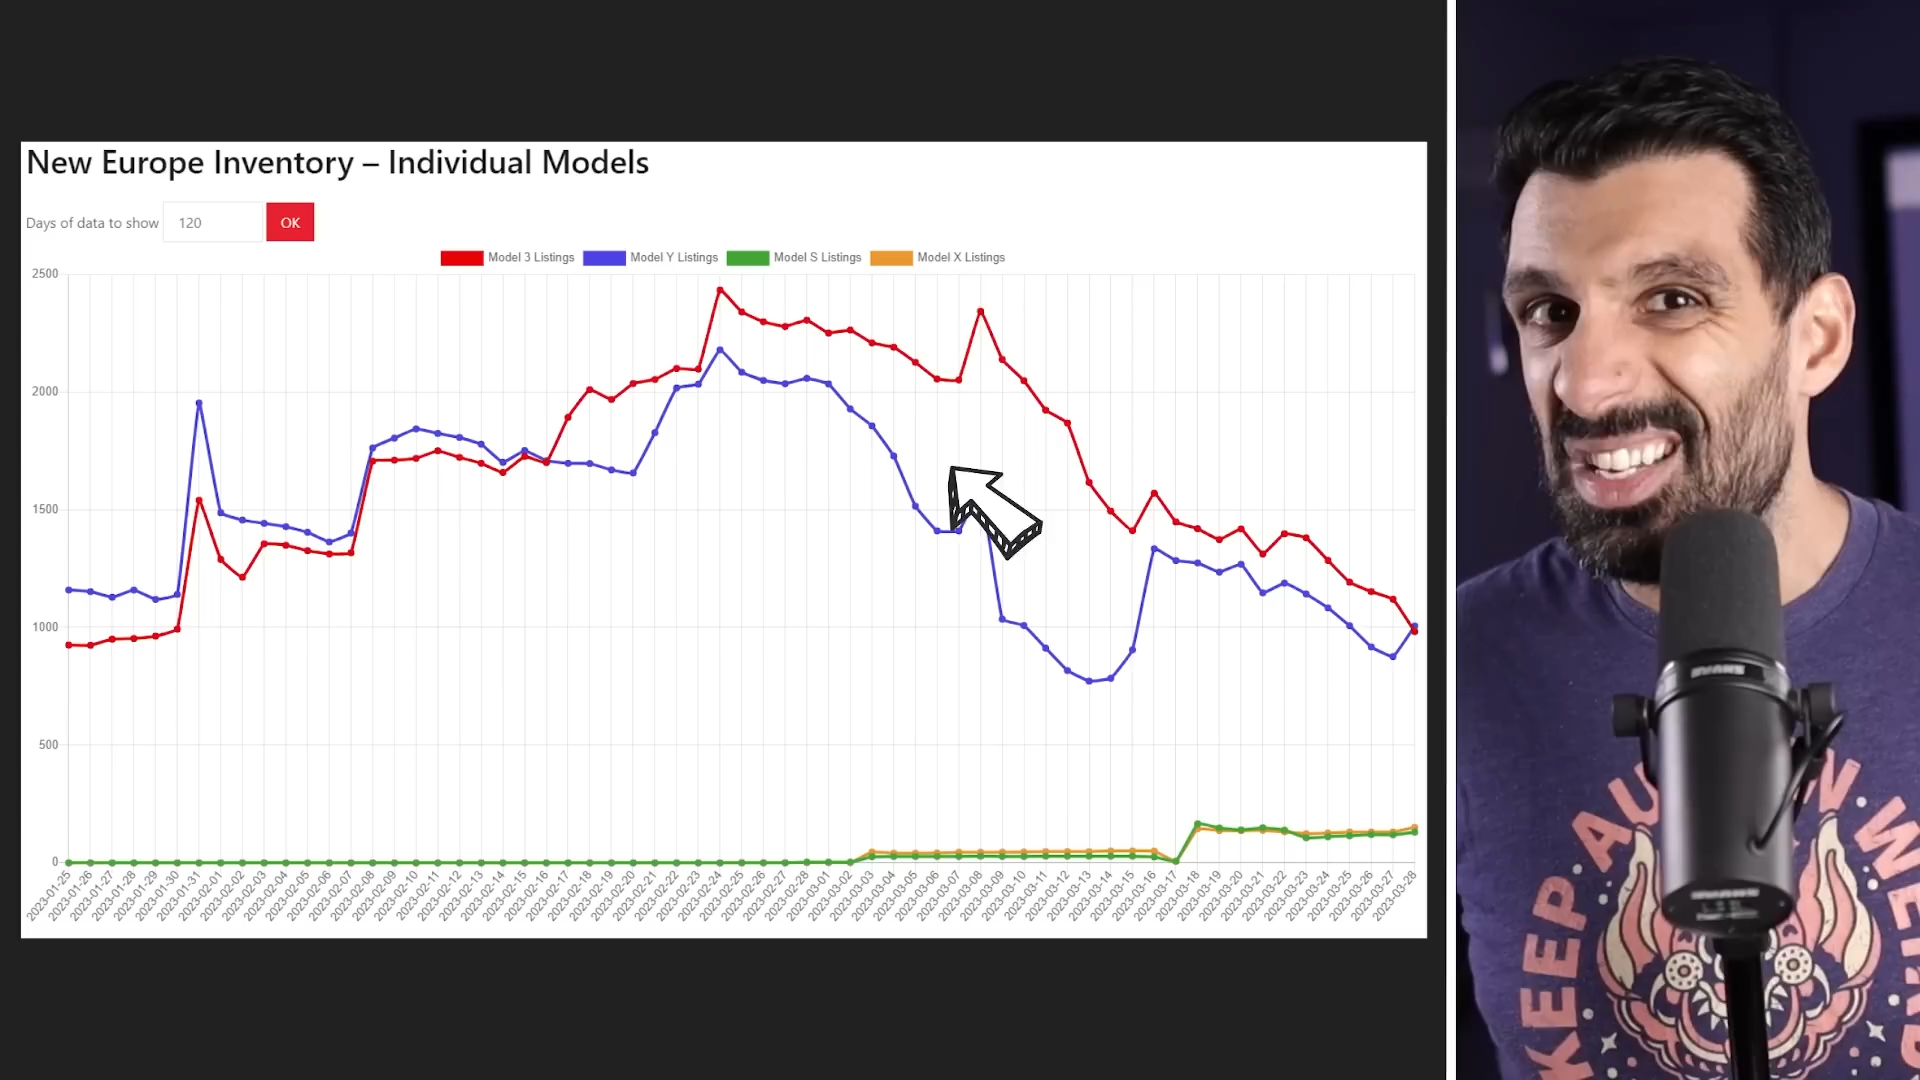 New Europe Inventory – Individual Models
Days of data to show 120 OK
Model 3 Listings Model Y Listings Model S Listings Model X Listings
2500
2000
1500
1000
500
0
2023-01-25 2023-01-26 2023-01-27 2023-01-28 2023-01-29 2023-01-30 2023-01-31 2023-02-01 2023-02-02 2023-02-03 2023-02-04 2023-02-05 2023-02-06 2023-02-07 2023-02-08 2023-02-09 2023-02-10 2023-02-11 2023-02-12 2023-02-13 2023-02-14 2023-02-15 2023-02-16 2023-02-17 2023-02-18 2023-02-19 2023-02-20 2023-02-21 2023-02-22 2023-02-23 2023-02-24 2023-02-25 2023-02-26 2023-02-27 2023-02-28 2023-03-01 2023-03-02 2023-03-03 2023-03-04 2023-03-05 2023-03-06 2023-03-07 2023-03-08 2023-03-09 2023-03-10 2023-03-11 2023-03-12 2023-03-13 2023-03-14 2023-03-15 2023-03-16 2023-03-17 2023-03-18 2023-03-19 2023-03-20 2023-03-21 2023-03-22 2023-03-23 2023-03-24 2023-03-25 2023-03-26 2023-03-27 2023-03-28
KEEP